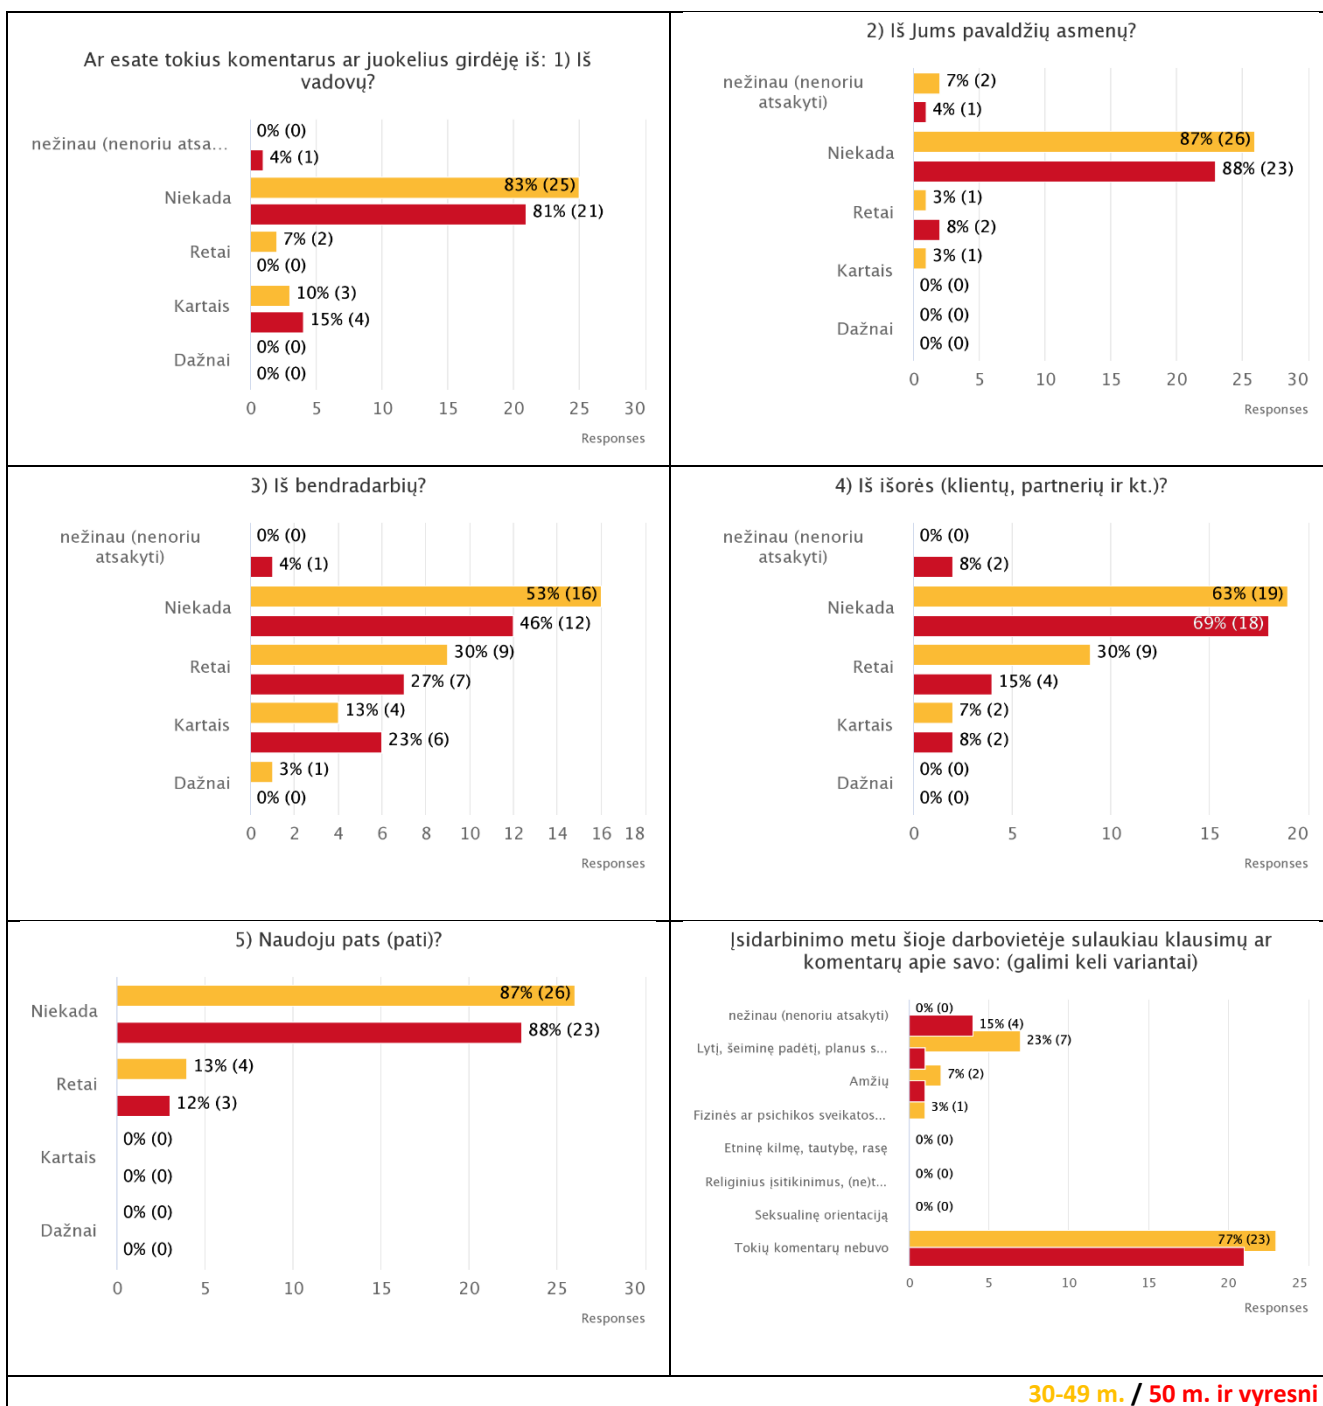 Ar esate tokius komentarus ar juokelius girdėję iš: 1) Iš
vadovų?
nežinau (nenoriu atsa...
0% (0)
4% (1)
Niekada
83% (25)
81% (21)
Retai
7% (2)
0% (0)
Kartais
10% (3)
15% (4)
Dažnai
0% (0)
0% (0)
0 5 10 15 20 25 30
Responses
2) Iš Jums pavaldžių asmenų?
nežinau (nenoriu
atsakyti)
7% (2)
4% (1)
Niekada
87% (26)
88% (23)
Retai
3% (1)
8% (2)
Kartais
3% (1)
0% (0)
Dažnai
0% (0)
0% (0)
0 5 10 15 20 25 30
Responses
3) Iš bendradarbių?
nežinau (nenoriu
atsakyti)
0% (0)
4% (1)
Niekada
53% (16)
46% (12)
Retai
30% (9)
27% (7)
Kartais
13% (4)
23% (6)
Dažnai
3% (1)
0% (0)
0 2 4 6 8 10 12 14 16 18
Responses
4) Iš išorės (klientų, partnerių ir kt.)?
nežinau (nenoriu
atsakyti)
0% (0)
8% (2)
Niekada
63% (19)
69% (18)
Retai
30% (9)
15% (4)
Kartais
7% (2)
8% (2)
Dažnai
0% (0)
0% (0)
0 5 10 15 20
Responses
5) Naudoju pats (pati)?
Niekada
87% (26)
88% (23)
Retai
13% (4)
12% (3)
Kartais
0% (0)
0% (0)
Dažnai
0% (0)
0% (0)
0 5 10 15 20 25 30
Responses
Įsidarbinimo metu šioje darbovietėje sulaukiau klausimų ar
komentarų apie savo: (galimi keli variantai)
nežinau (nenoriu atsakyti)
0% (0)
15% (4)
Lytį, šeiminę padėtį, planus s...
23% (7)
Amžių
7% (2)
Fizinės ar psichikos sveikatos...
3% (1)
Etninę kilmę, tautybę, rasę
0% (0)
Religinius įsitikinimus, (ne)t...
0% (0)
Seksualinę orientaciją
0% (0)
Tokių komentarų nebuvo
77% (23)
0 5 10 15 20 25
Responses
30-49 m. / 50 m. ir vyresni